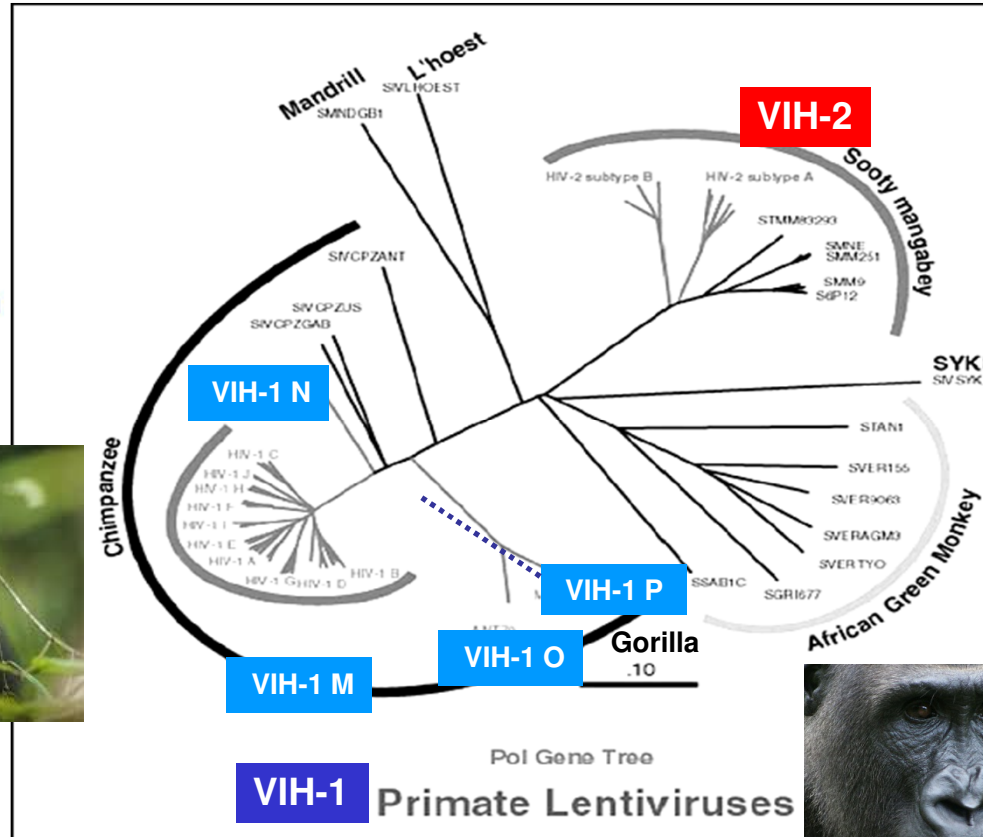 L'hoest
Mandrill
SIVLHOEST
SMNDGB1
VIH-2
Sooty mangabey
HIV-2 subtype B
HIV-2 subtype A
STMM83293
SMNE
SMM251
SMM9
S6P12
SIVCPZANT
SIVCPZUS
SIVCPZGAB
VIH-1 N
SYK
SIVSYK
Chimpanzee
HIV-1 C
HIV-1 J
HIV-1 H
HIV-1 F
HIV-1 E
HIV-1 A
HIV-1 G
HIV-1 D
HIV-1 B
STAN1
SVER155
SVER9063
SVERAGM3
SVERTYO
SGRI677
SSAB1C
African Green Monkey
VIH-1 P
VIH-1 O
Gorilla
.10
VIH-1 M
Pol Gene Tree
VIH-1
Primate Lentiviruses